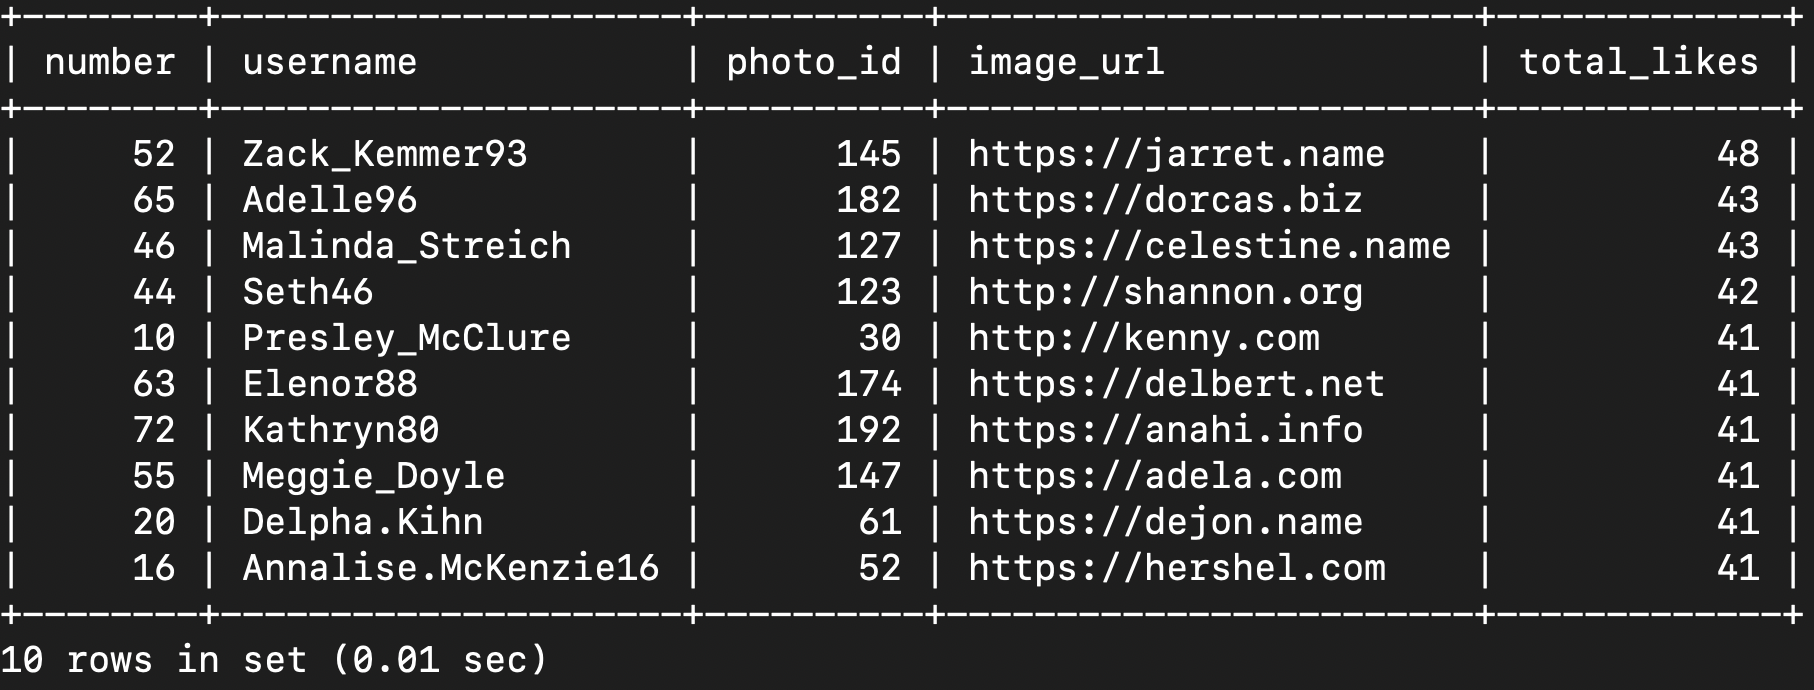 +--------+---------------------+----------+------------------------+-------------+
| number | username            | photo_id | image_url              | total_likes |
+--------+---------------------+----------+------------------------+-------------+
|     52 | Zack_Kemmer93       |      145 | https://jarret.name    |          48 |
|     65 | Adelle96            |      182 | https://dorcas.biz     |          43 |
|     46 | Malinda_Streich     |      127 | https://celestine.name |          43 |
|     44 | Seth46              |      123 | http://shannon.org     |          42 |
|     10 | Presley_McClure     |       30 | http://kenny.com       |          41 |
|     63 | Elenor88            |      174 | https://delbert.net    |          41 |
|     72 | Kathryn80           |      192 | https://anahi.info     |          41 |
|     55 | Meggie_Doyle        |      147 | https://adela.com      |          41 |
|     20 | Delpha.Kihn         |       61 | https://dejon.name     |          41 |
|     16 | Annalise.McKenzie16 |       52 | https://hershel.com    |          41 |
+--------+---------------------+----------+------------------------+-------------+
10 rows in set (0.01 sec)